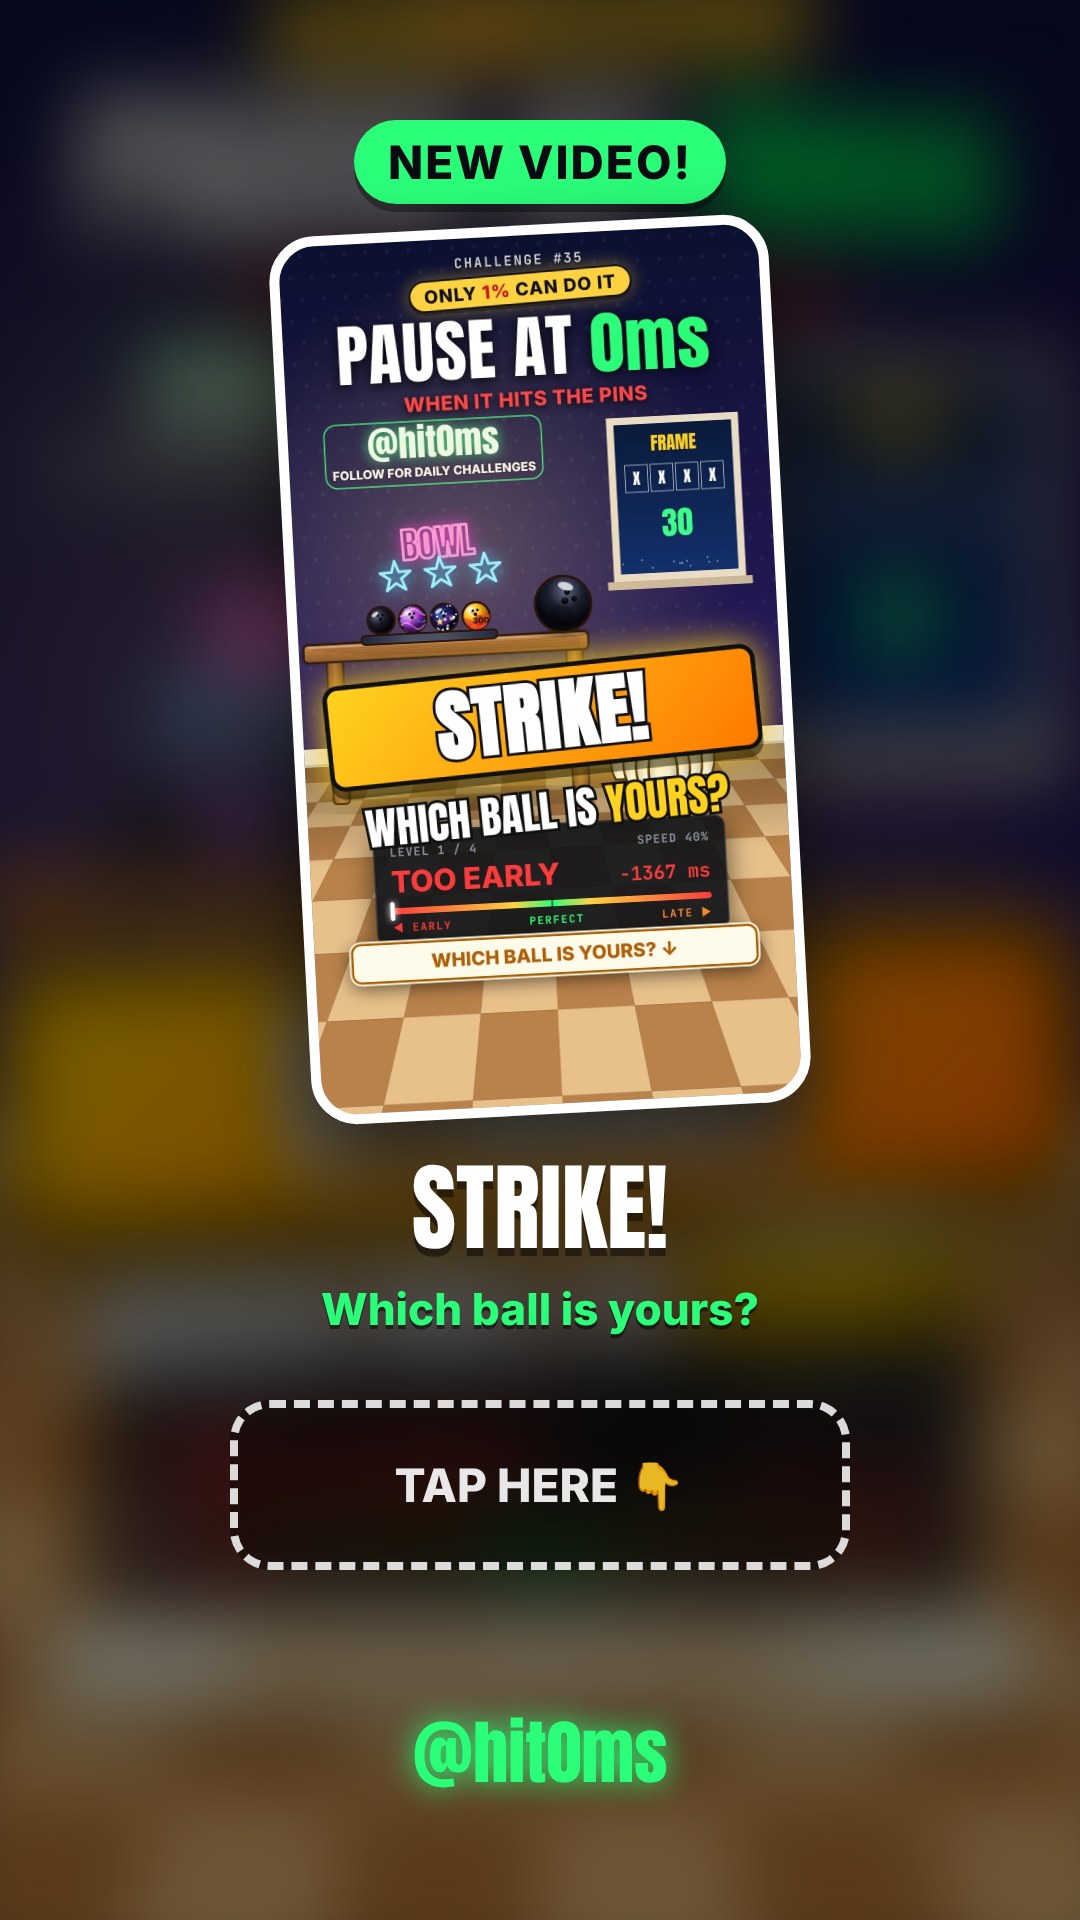 NEW VIDEO!
CHALLENGE #35
ONLY 1% CAN DO IT
PAUSE AT 0ms
WHEN IT HITS THE PINS
@hit0ms
FOLLOW FOR DAILY CHALLENGES
FRAME
X X X X
30
BOWL
300
STRIKE!
WHICH BALL IS YOURS?
LEVEL 1 / 4
SPEED 40%
TOO EARLY
-1367 ms
◀ EARLY
PERFECT
LATE ▶
WHICH BALL IS YOURS? ↓
STRIKE!
Which ball is yours?
TAP HERE 👇
@hit0ms